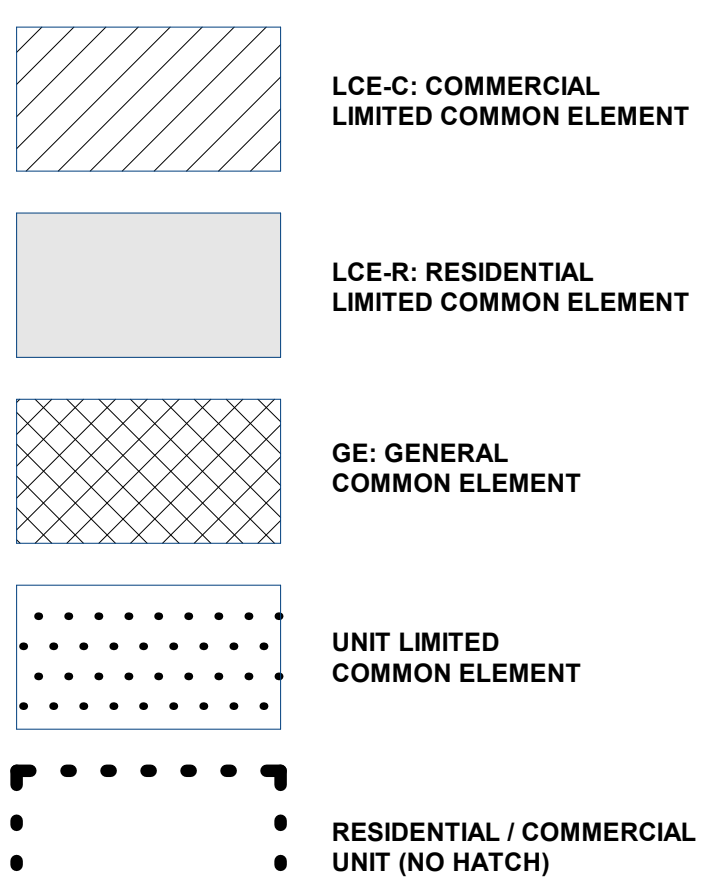 LCE-C: COMMERCIAL
LIMITED COMMON ELEMENT
LCE-R: RESIDENTIAL
LIMITED COMMON ELEMENT
GE: GENERAL
COMMON ELEMENT
UNIT LIMITED
COMMON ELEMENT
RESIDENTIAL / COMMERCIAL
UNIT (NO HATCH)